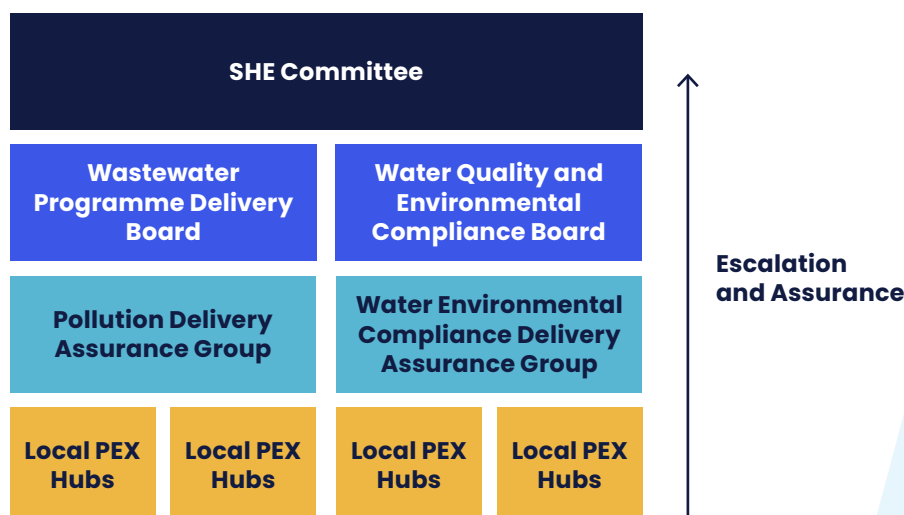 SHE Committee
Wastewater
Programme Delivery
Board
Water Quality and
Environmental
Compliance Board
Escalation
and Assurance
Pollution Delivery
Assurance Group
Water Environmental
Compliance Delivery
Assurance Group
Local PEX
Hubs
Local PEX
Hubs
Local PEX
Hubs
Local PEX
Hubs